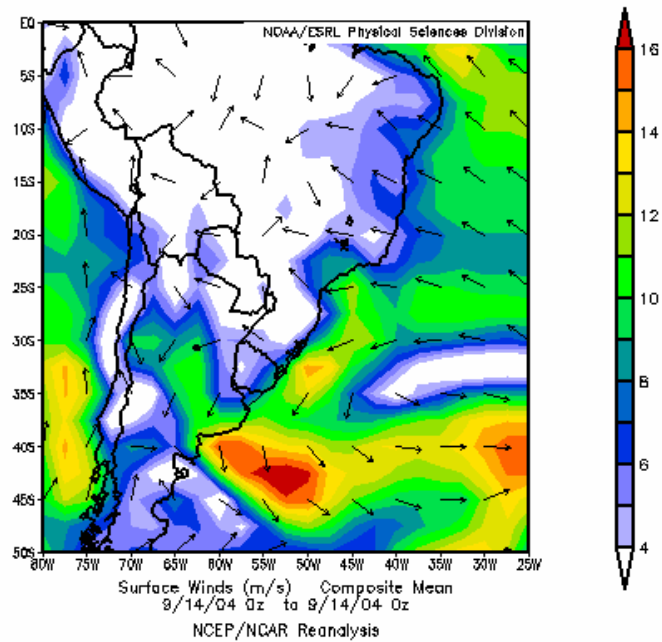 NOAA/ESRL Physical Sciences Division
EQ
5S
10S
15S
20S
25S
30S
35S
40S
45S
50S
80W 75W 70W 65W 60W 55W 50W 45W 40W 35W 30W 25W
16
14
12
10
8
6
4
Surface Winds (m/s) Composite Mean
9/14/04 0z to 9/14/04 0z
NCEP/NCAR Reanalysis